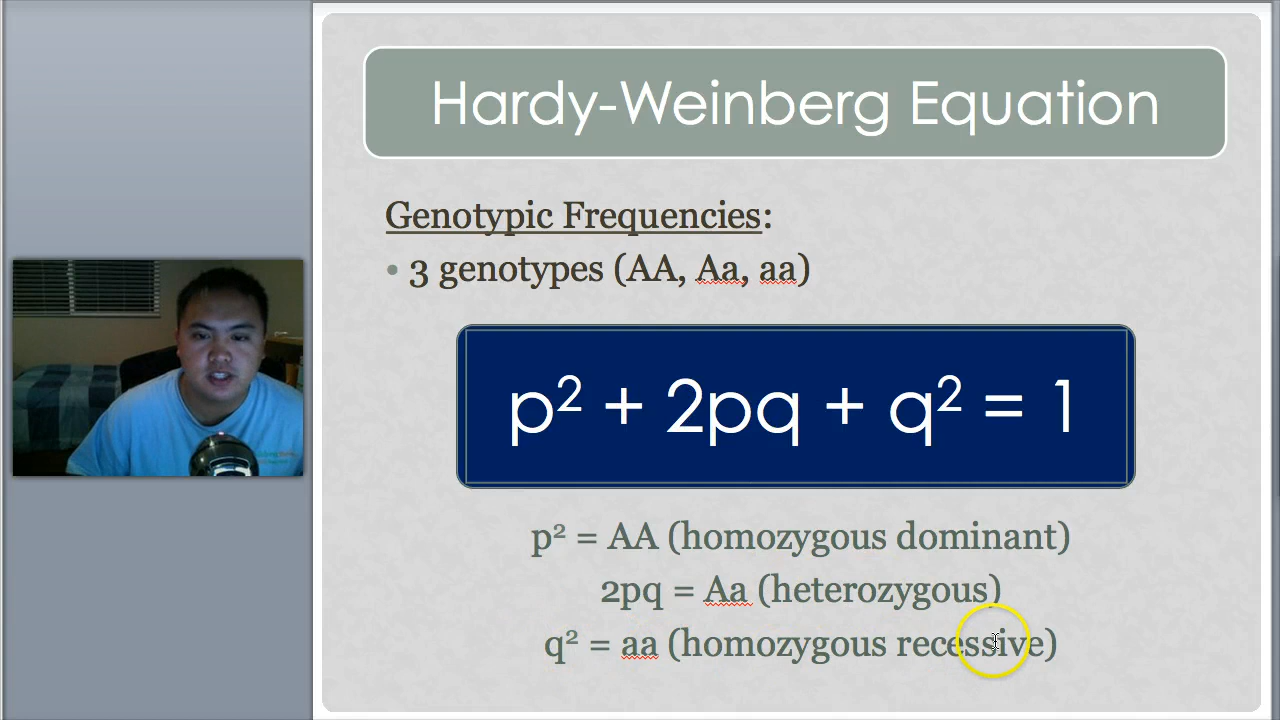 Hardy-Weinberg Equation
Genotypic Frequencies:
• 3 genotypes (AA, Aa, aa)
p² + 2pq + q² = 1
p² = AA (homozygous dominant)
2pq = Aa (heterozygous)
q² = aa (homozygous recessive)